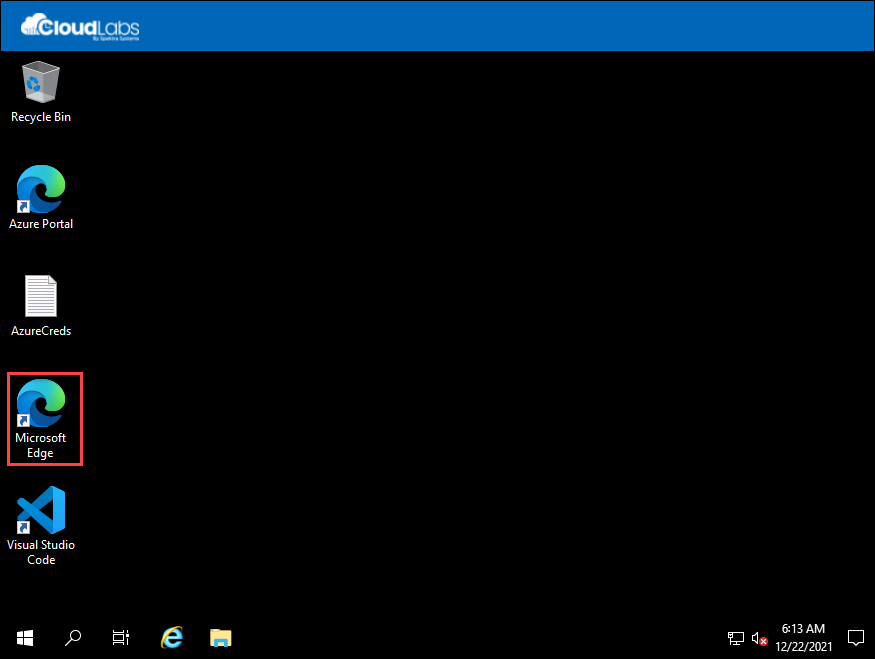 CloudLabs
By Spektra Systems
Recycle Bin
Azure Portal
AzureCreds
Microsoft
Edge
Visual Studio
Code
6:13 AM
12/22/2021